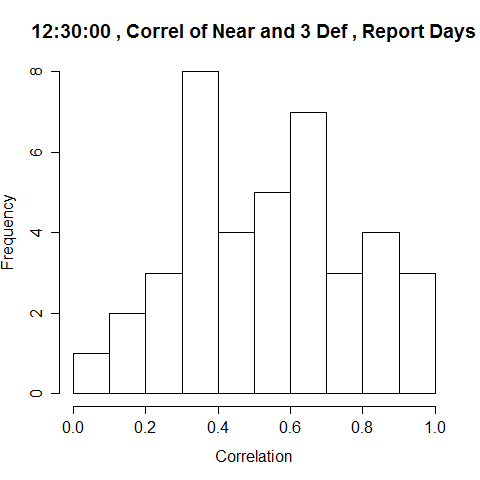 12:30:00 , Correl of Near and 3 Def , Report Days
Frequency
8
6
4
2
0
0.0 0.2 0.4 0.6 0.8 1.0
Correlation